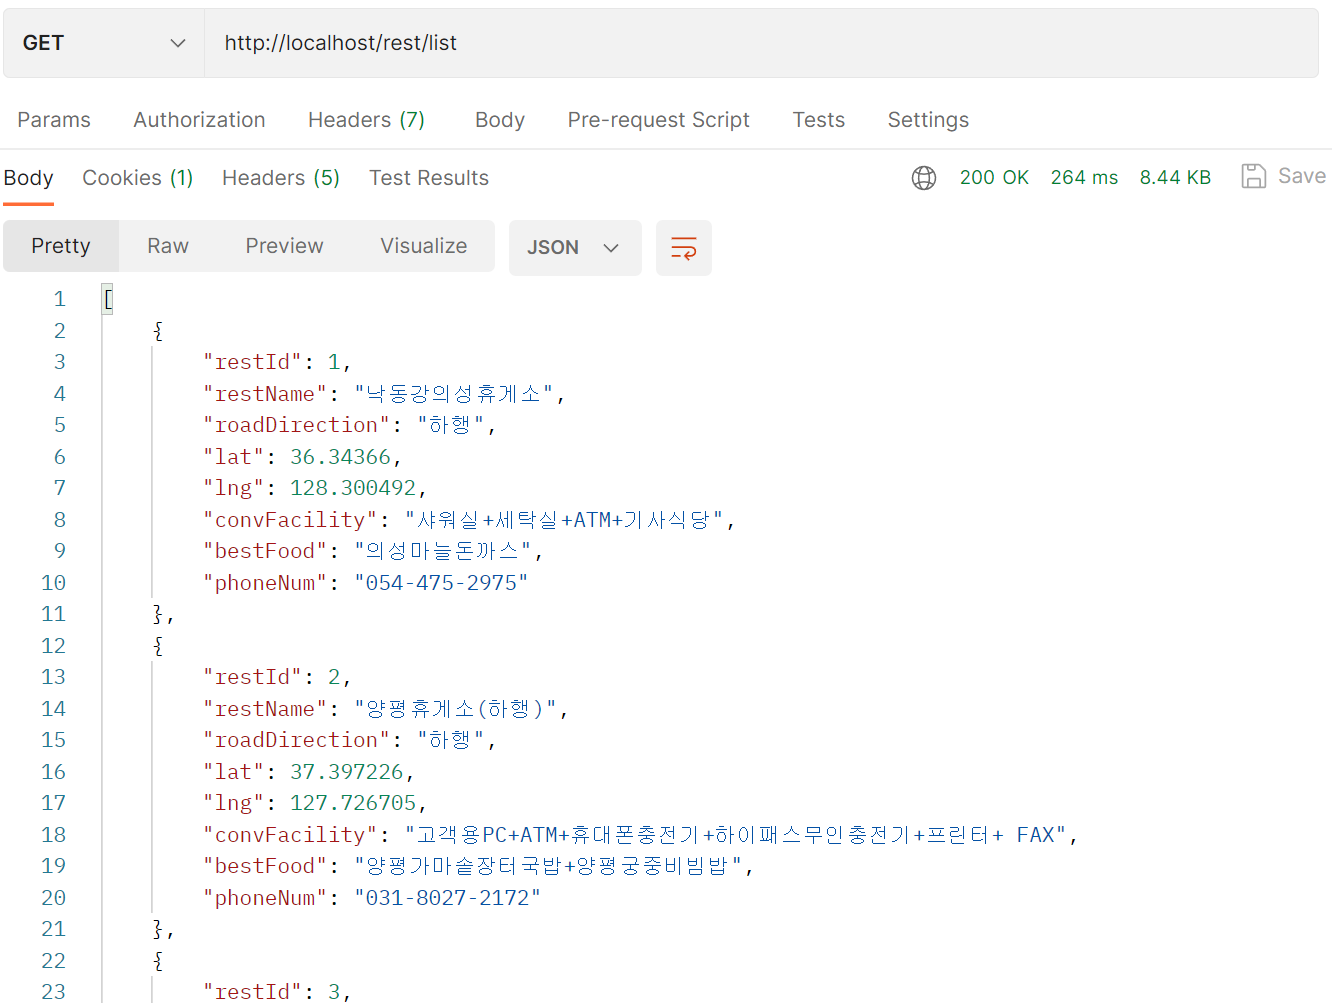 GET http://localhost/rest/list
Params Authorization Headers (7) Body Pre-request Script Tests Settings
Body Cookies (1) Headers (5) Test Results 200 OK 264 ms 8.44 KB Save
Pretty Raw Preview Visualize JSON
1 [
2 {
3 "restId": 1,
4 "restName": "낙동강의성휴게소",
5 "roadDirection": "하행",
6 "lat": 36.34366,
7 "lng": 128.300492,
8 "convFacility": "샤워실+세탁실+ATM+기사식당",
9 "bestFood": "의성마늘돈까스",
10 "phoneNum": "054-475-2975"
11 },
12 {
13 "restId": 2,
14 "restName": "양평휴게소(하행)",
15 "roadDirection": "하행",
16 "lat": 37.397226,
17 "lng": 127.726705,
18 "convFacility": "고객용PC+ATM+휴대폰충전기+하이패스무인충전기+프린터+ FAX",
19 "bestFood": "양평가마솥장터국밥+양평궁중비빔밥",
20 "phoneNum": "031-8027-2172"
21 },
22 {
23 "restId": 3,